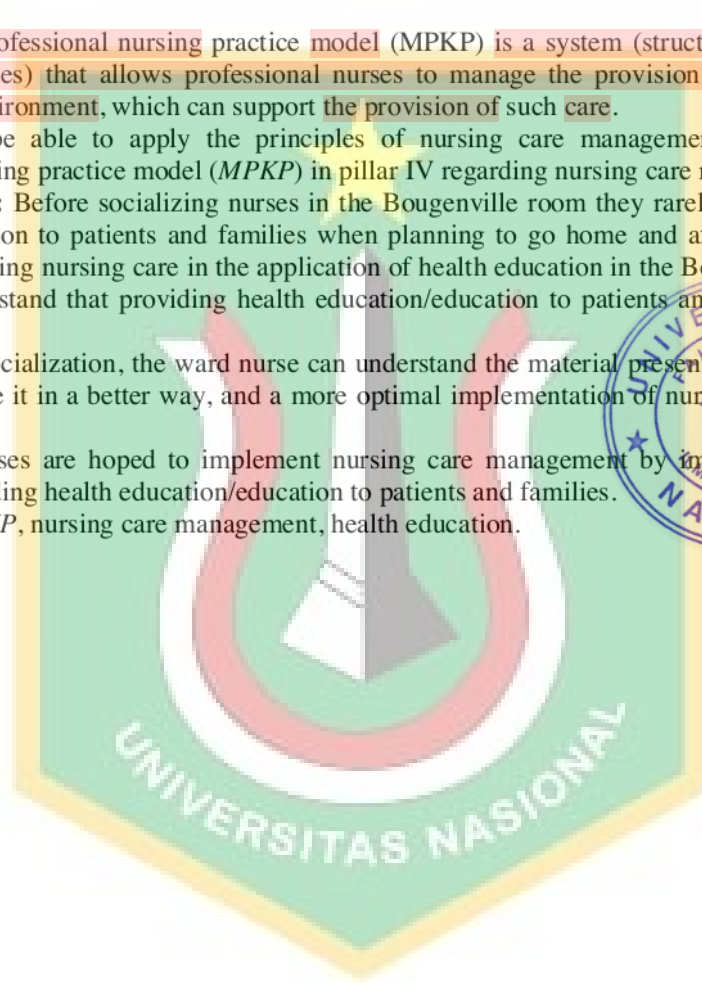 ofessional nursing practice model (MPKP) is a system (struct
es) that allows professional nurses to manage the provision
ironment, which can support the provision of such care.
be able to apply the principles of nursing care managemen
ing practice model (MPKP) in pillar IV regarding nursing care
: Before socializing nurses in the Bougenville room they rarel
on to patients and families when planning to go home and a
ing nursing care in the application of health education in the B
stand that providing health education/education to patients an
cialization, the ward nurse can understand the material presen
e it in a better way, and a more optimal implementation of nur
ses are hoped to implement nursing care management by im
ding health education/education to patients and families.
P, nursing care management, health education.
UNIVE
NA
UNIVERSITAS NASIONAL